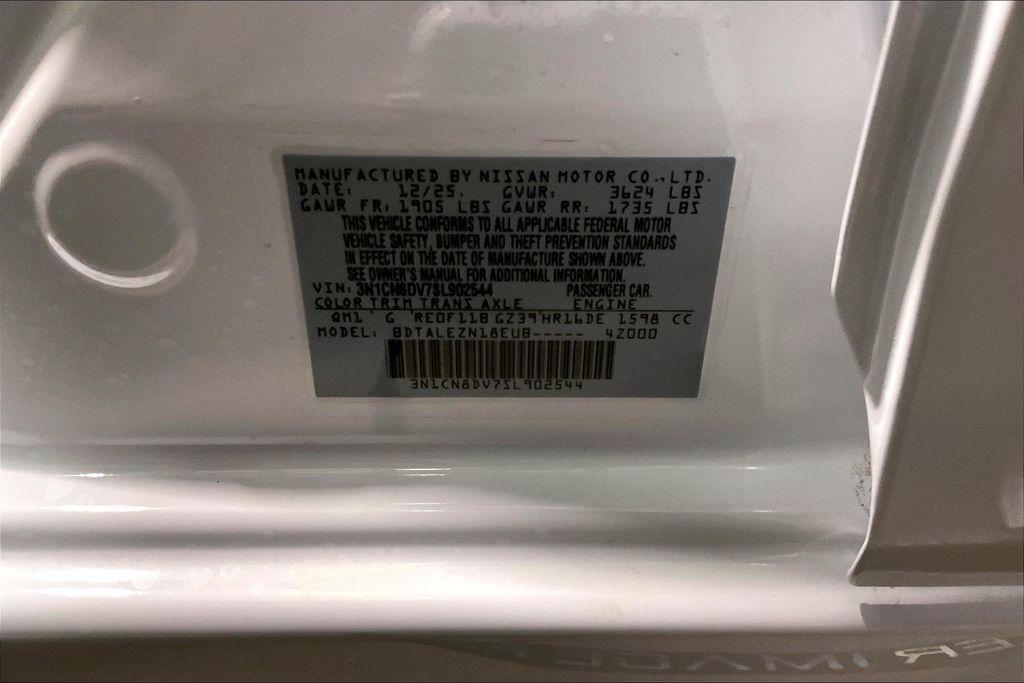 MANUFACTURED BY NISSAN MOTOR CO., LTD.
DATE: 12/25. GVWR: 3624 LBS
GAWR FR: 1905 LBS GAWR RR: 1735 LBS
THIS VEHICLE CONFORMS TO ALL APPLICABLE FEDERAL MOTOR
VEHICLE SAFETY, BUMPER AND THEFT PREVENTION STANDARDS
IN EFFECT ON THE DATE OF MANUFACTURE SHOWN ABOVE.
SEE OWNER'S MANUAL FOR ADDITIONAL INFORMATION.
VIN: 3N1CN8DV7SL902544 PASSENGER CAR.
COLOR TRIM TRANS AXLE ENGINE
QM1 G RE0F11B GZ39 HR16DE 1598 CC
MODEL: BDTALEZN18EUB----- 4Z000
3N1CN8DV7SL902544